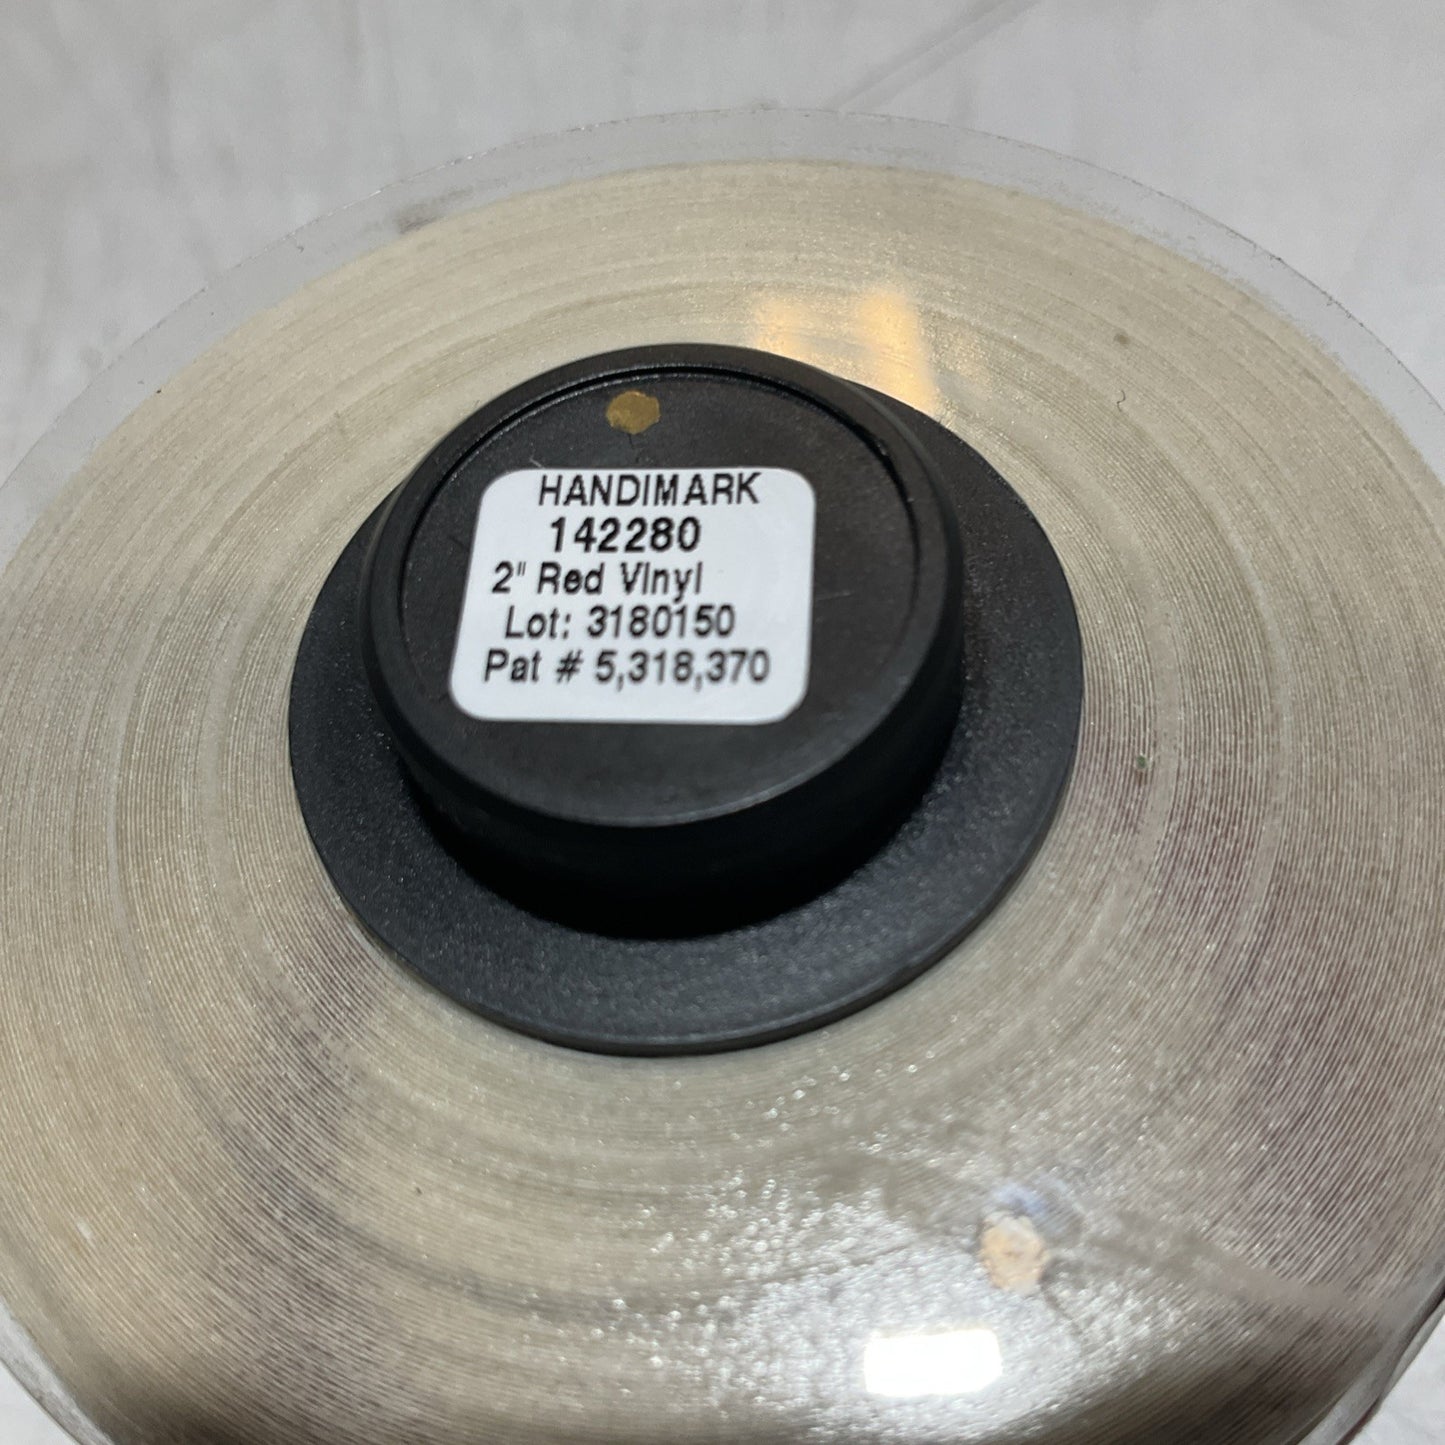 HANDIMARK
142280
2" Red Vinyl
Lot: 3180150
Pat # 5,318,370